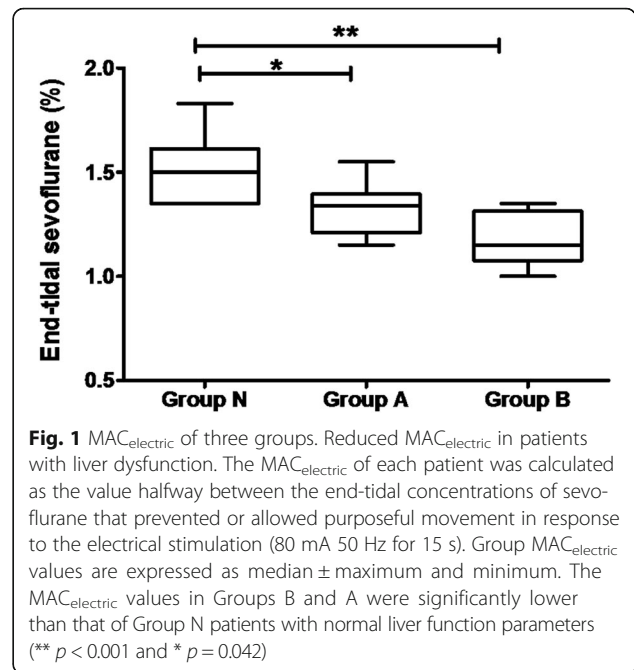 **
*
End-tidal sevoflurane (%)
2.0
1.5
1.0
0.5
Group N Group A Group B
Fig. 1 MACelectric of three groups. Reduced MACelectric in patients
with liver dysfunction. The MACelectric of each patient was calculated
as the value halfway between the end-tidal concentrations of sevo-
flurane that prevented or allowed purposeful movement in response
to the electrical stimulation (80 mA 50 Hz for 15 s). Group MACelectric
values are expressed as median ± maximum and minimum. The
MACelectric values in Groups B and A were significantly lower
than that of Group N patients with normal liver function parameters
(** p < 0.001 and * p = 0.042)